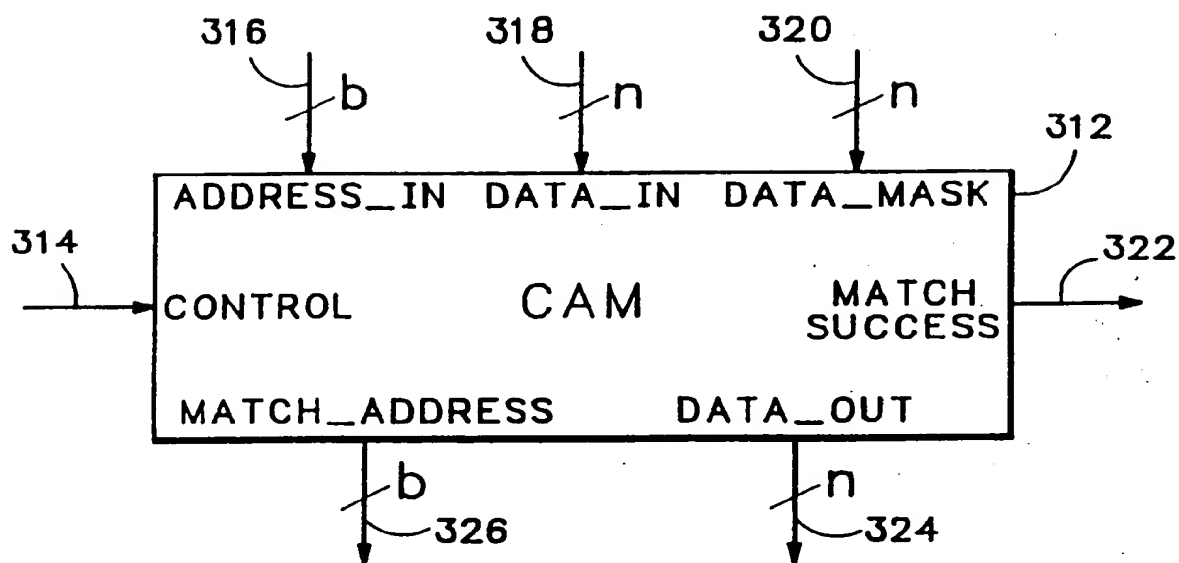 316
318
320
b
n
n
312
ADDRESS_IN DATA_IN DATA_MASK
314
322
CONTROL
CAM
MATCH
SUCCESS
MATCH_ADDRESS DATA_OUT
b
n
326
324